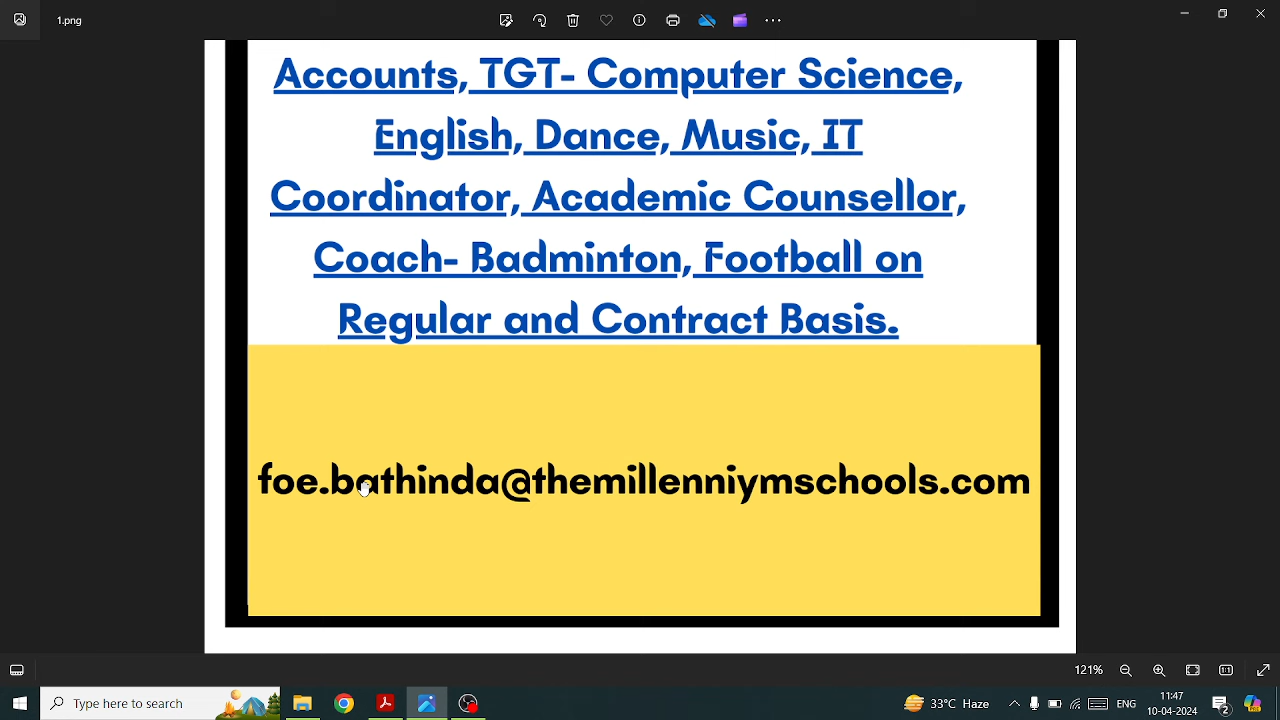 1.png
Accounts, TGT- Computer Science,
English, Dance, Music, IT
Coordinator, Academic Counsellor,
Coach- Badminton, Football on
Regular and Contract Basis.
foe.bathinda@themillenniymschools.com
121%
Type here to search
33°C Haze
ENG
11:47
10-04-2024
2